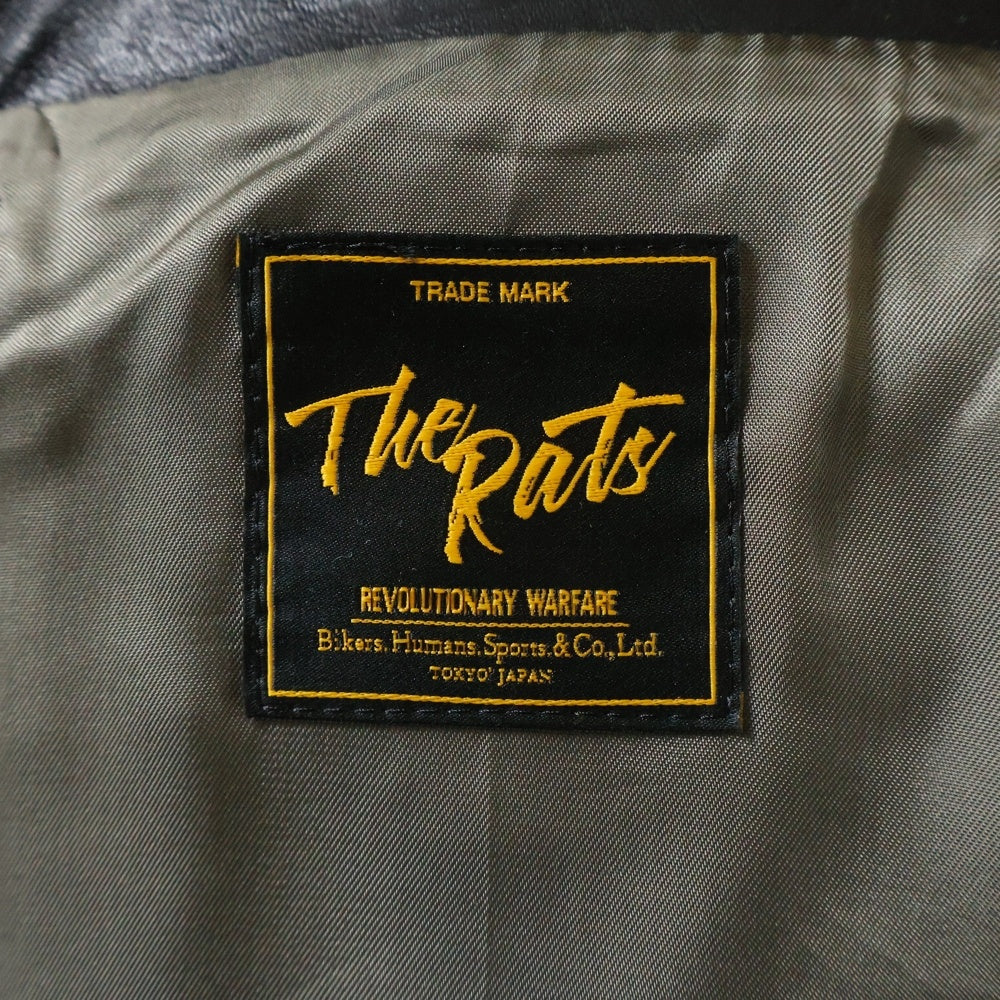 TRADE MARK
The
Rats
REVOLUTIONARY WARFARE
Bikers.Humans.Sports.&Co.,Ltd.
TOKYO' JAPAN